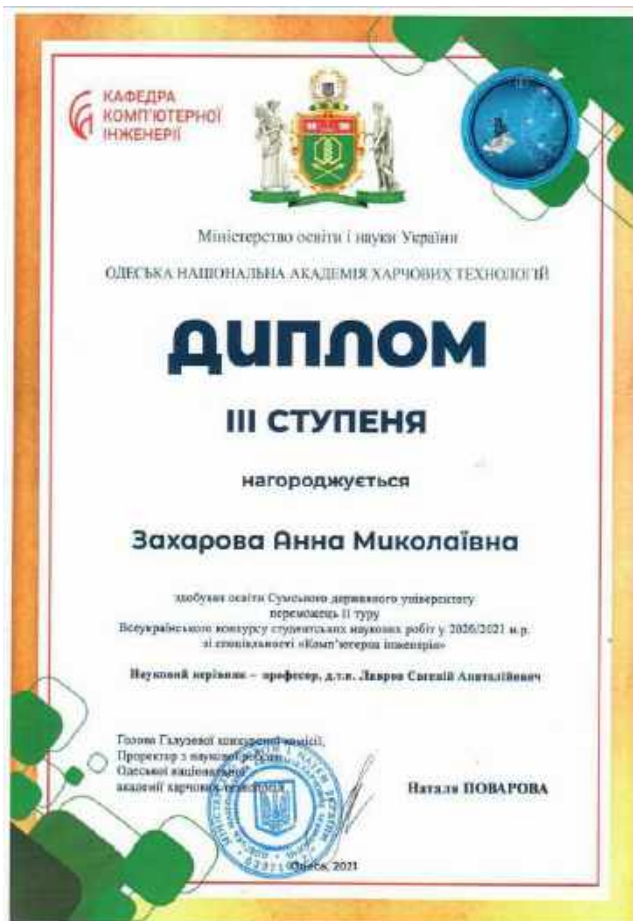 КАФЕДРА
КОМП'ЮТЕРНОЇ
ІНЖЕНЕРІЇ
Міністерство освіти і науки України
ОДЕСЬКА НАЦІОНАЛЬНА АКАДЕМІЯ ХАРЧОВИХ ТЕХНОЛОГІЙ
ДИПЛОМ
ІІІ СТУПЕНЯ
нагороджується
Захарова Анна Миколаївна
здобувач освіти Сумського державного університету
переможець ІІ туру
Всеукраїнського конкурсу студентських наукових робіт у 2020/2021 н.р.
зі спеціальності «Комп'ютерна інженерія»
Науковий керівник – професор, д.т.н. Лавров Євгеній Анатолійович
Голова Галузевої конкурсної комісії,
Проректор з наукової роботи
Одеської національної
академії харчових технологій
Наталя ПОВАРОВА
Одеса, 2021